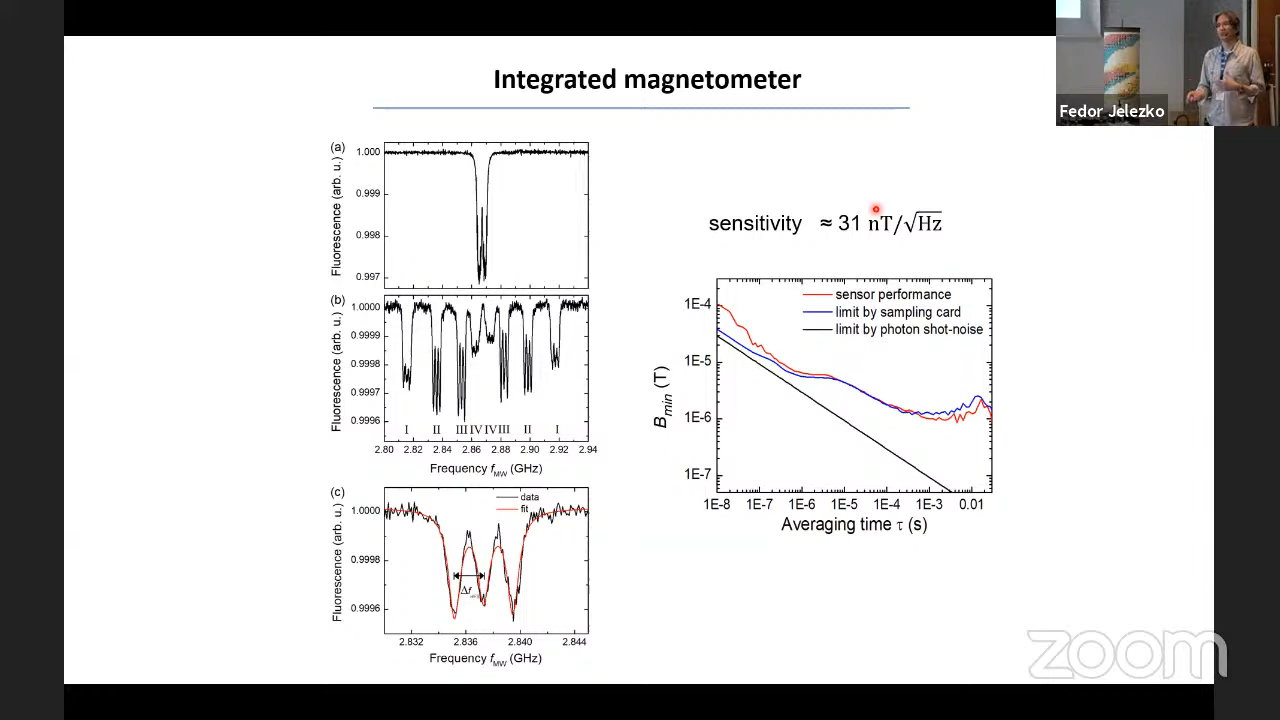 Integrated magnetometer
Fedor Jelezko
(a)
Fluorescence (arb. u.)
1.000
0.999
0.998
0.997
(b)
Fluorescence (arb. u.)
1.0000
0.9999
0.9998
0.9997
0.9996
I II III IV IV III II I
2.80 2.82 2.84 2.86 2.88 2.90 2.92 2.94
Frequency fMW (GHz)
(c)
Fluorescence (arb. u.)
data
fit
1.0000
0.9998
0.9996
2.832 2.836 2.840 2.844
Frequency fMW (GHz)
sensitivity ≈ 31 nT/√Hz
sensor performance
limit by sampling card
limit by photon shot-noise
Bmin (T)
1E-4
1E-5
1E-6
1E-7
1E-8 1E-7 1E-6 1E-5 1E-4 1E-3 0.01
Averaging time τ (s)
zoom